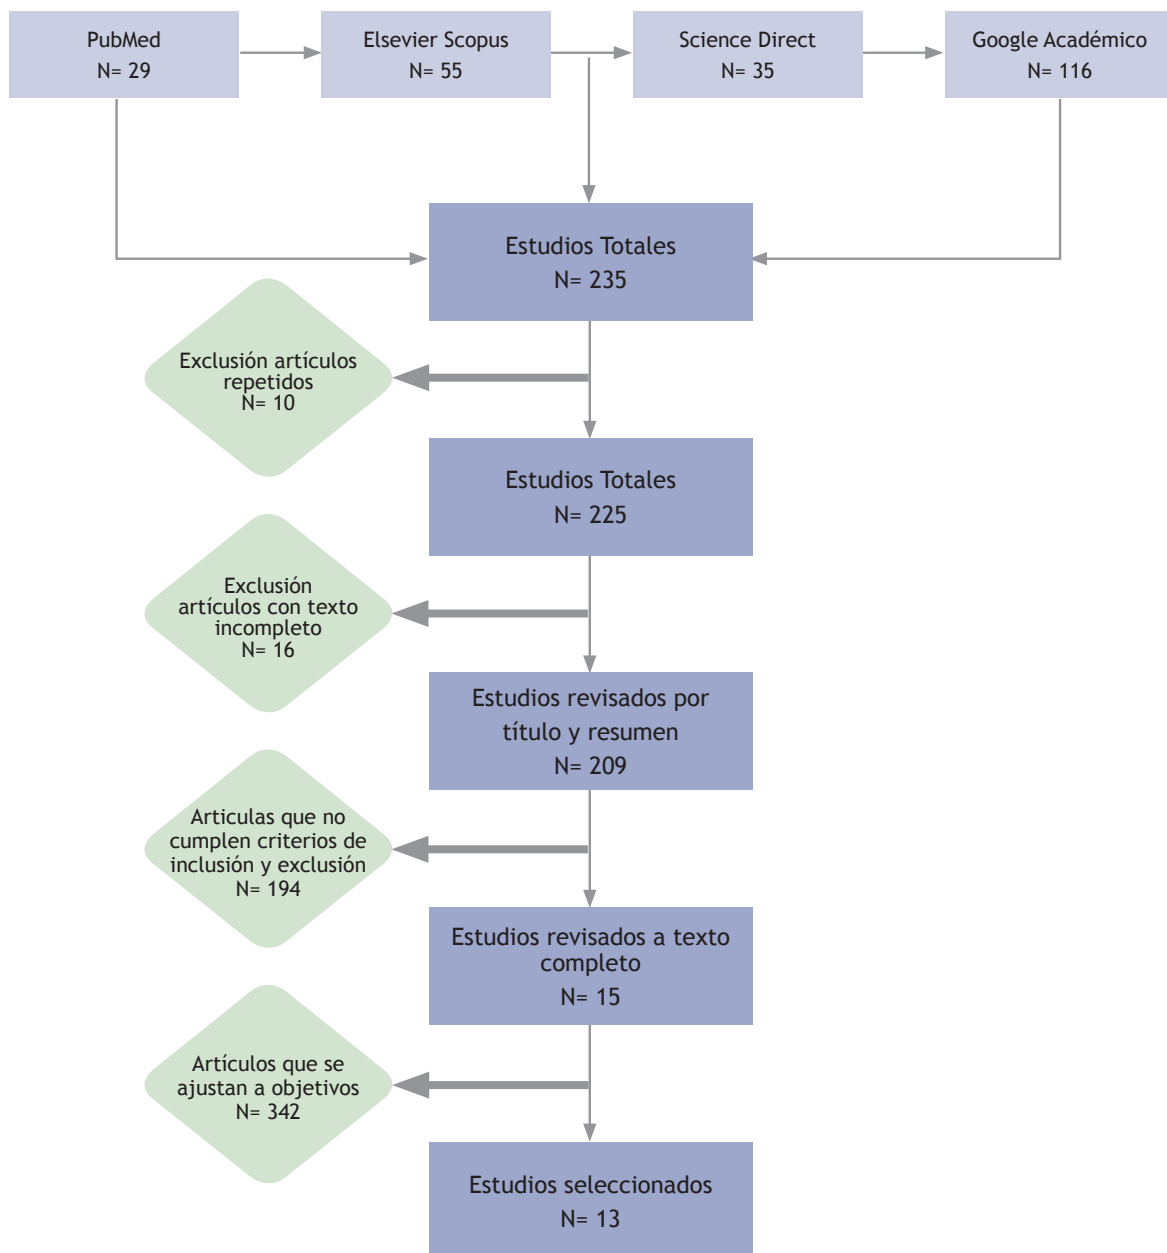 PubMed
N= 29
Elsevier Scopus
N= 55
Science Direct
N= 35
Google Académico
N= 116
Estudios Totales
N= 235
Exclusión artículos
repetidos
N= 10
Estudios Totales
N= 225
Exclusión
artículos con texto
incompleto
N= 16
Estudios revisados por
título y resumen
N= 209
Articulas que no
cumplen criterios de
inclusión y exclusión
N= 194
Estudios revisados a texto
completo
N= 15
Artículos que se
ajustan a objetivos
N= 342
Estudios seleccionados
N= 13